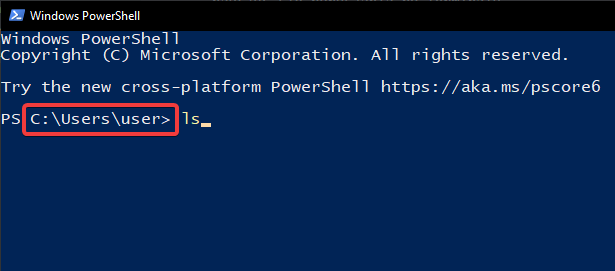 Windows PowerShell
Windows PowerShell
Copyright (C) Microsoft Corporation. All rights reserved.
Try the new cross-platform PowerShell https://aka.ms/pscore6
PS C:\Users\user> ls_